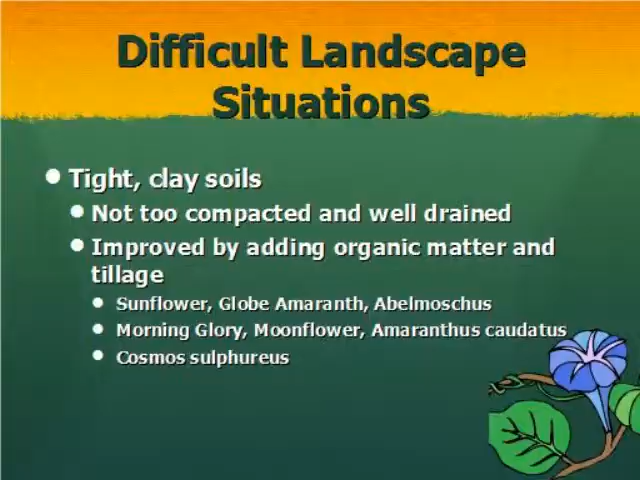 Difficult Landscape
Situations
Tight, clay soils
Not too compacted and well drained
Improved by adding organic matter and
tillage
Sunflower, Globe Amaranth, Abelmoschus
Morning Glory, Moonflower, Amaranthus caudatus
Cosmos sulphureus